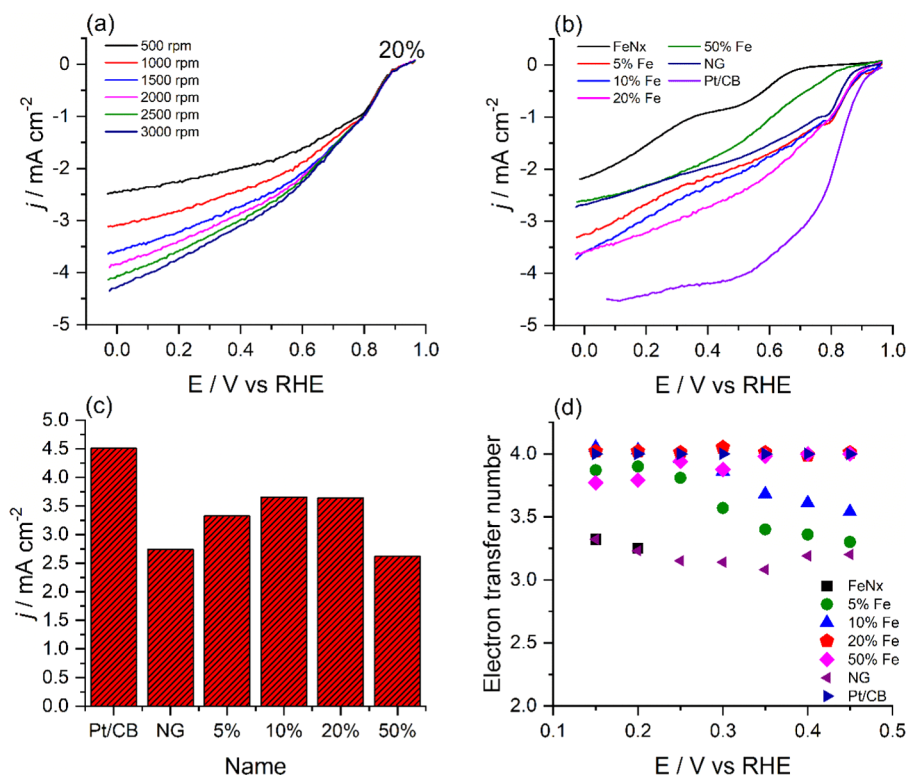 (a)
500 rpm
1000 rpm
1500 rpm
2000 rpm
2500 rpm
3000 rpm
20%
0
-1
-2
-3
-4
-5
j / mA cm-2
0.0 0.2 0.4 0.6 0.8 1.0
E / V vs RHE
(b)
FeNx 50% Fe
5% Fe NG
10% Fe Pt/CB
20% Fe
0
-1
-2
-3
-4
-5
j / mA cm-2
0.0 0.2 0.4 0.6 0.8 1.0
E / V vs RHE
(c)
5.0
4.5
4.0
3.5
3.0
2.5
2.0
1.5
1.0
0.5
0.0
j / mA cm-2
Pt/CB NG 5% 10% 20% 50%
Name
(d)
4.0
3.5
3.0
2.5
2.0
Electron transfer number
FeNx
5% Fe
10% Fe
20% Fe
50% Fe
NG
Pt/CB
0.1 0.2 0.3 0.4 0.5
E / V vs RHE